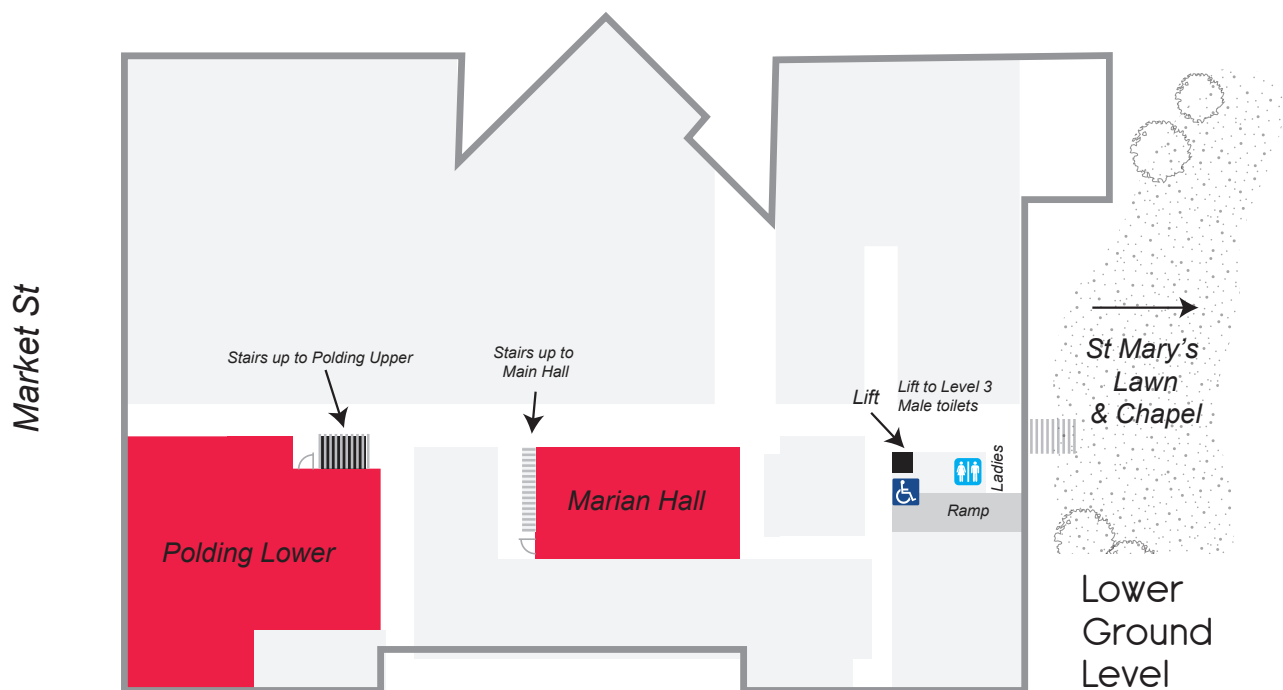 Market St
Stairs up to Polding Upper
Stairs up to
Main Hall
Lift
Lift to Level 3
Male toilets
St Mary’s
Lawn
& Chapel
Ladies
Polding Lower
Marian Hall
Ramp
Lower
Ground
Level